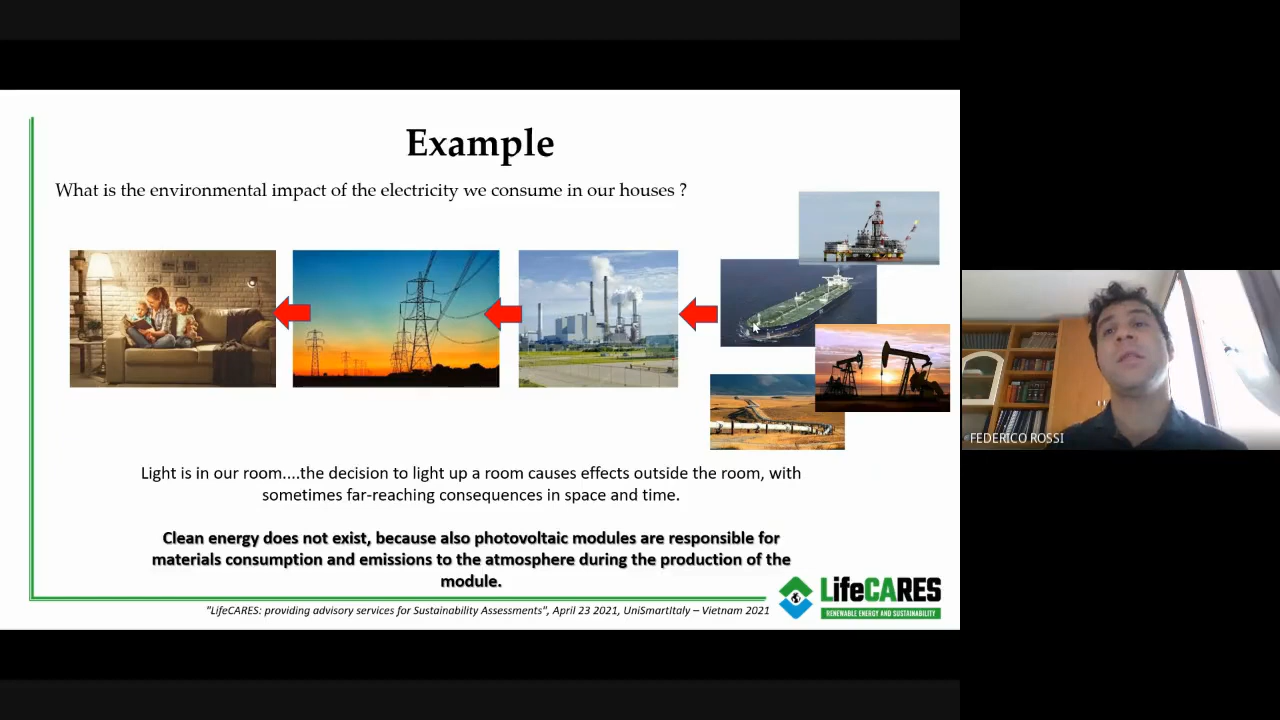 Example
What is the environmental impact of the electricity we consume in our houses ?
Light is in our room....the decision to light up a room causes effects outside the room, with
sometimes far-reaching consequences in space and time.
Clean energy does not exist, because also photovoltaic modules are responsible for
materials consumption and emissions to the atmosphere during the production of the
module.
"LifeCARES: providing advisory services for Sustainability Assessments", April 23 2021, UniSmartItaly – Vietnam 2021
LifeCARES
RENEWABLE ENERGY AND SUSTAINABILITY
FEDERICO ROSSI